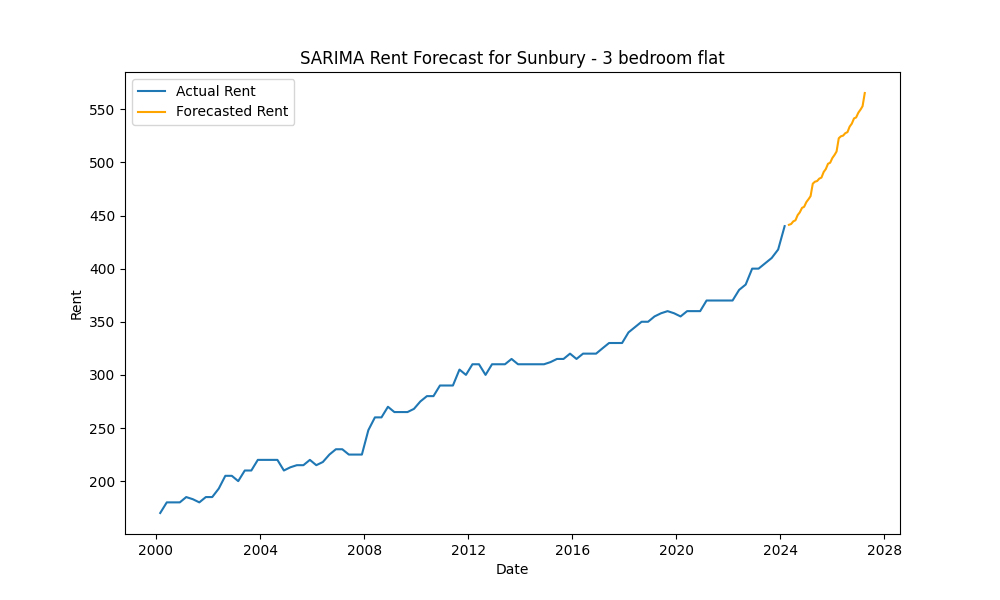 SARIMA Rent Forecast for Sunbury - 3 bedroom flat
Actual Rent
Forecasted Rent
550
500
450
400
350
300
250
200
Rent
2000 2004 2008 2012 2016 2020 2024 2028
Date